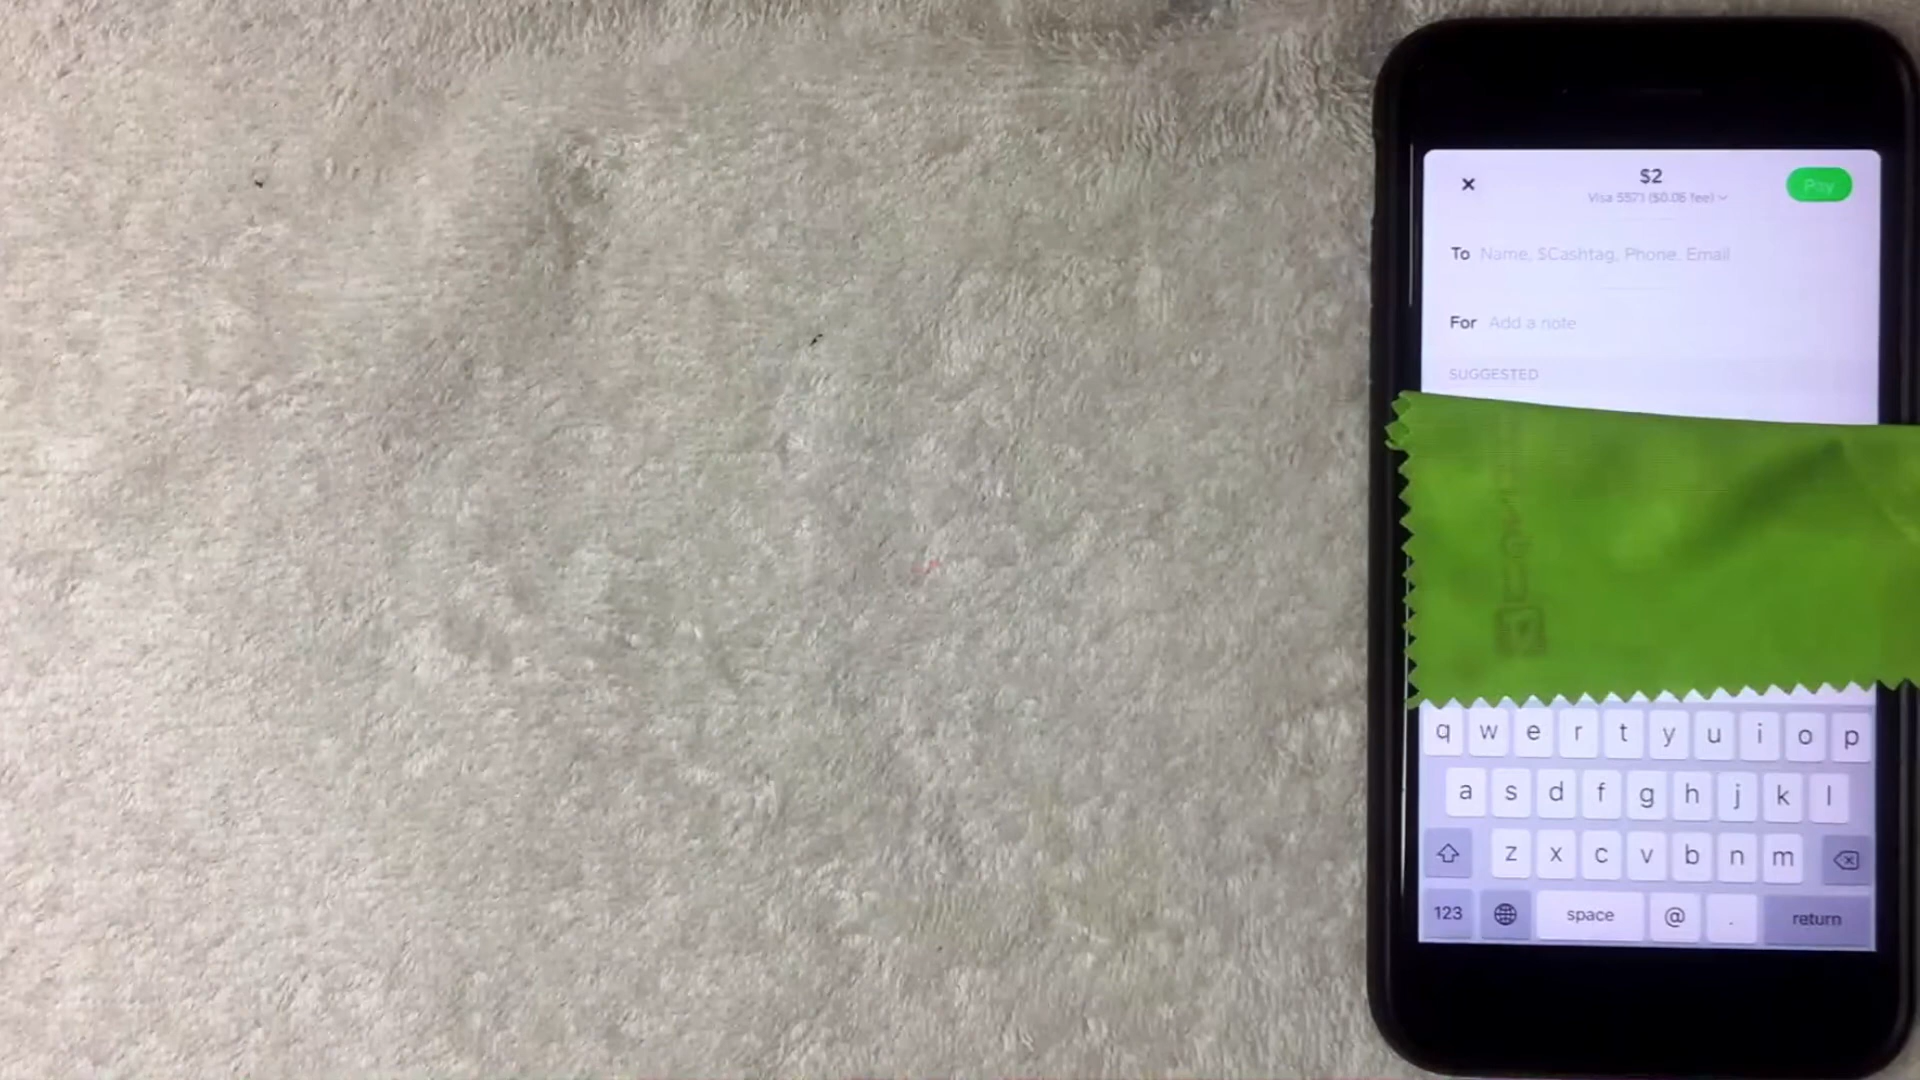 $2
Visa 5571 ($0.06 fee)
Pay
To Name, $Cashtag, Phone, Email
For Add a note
SUGGESTED
q w e r t y u i o p
a s d f g h j k l
z x c v b n m
123 space @ . return